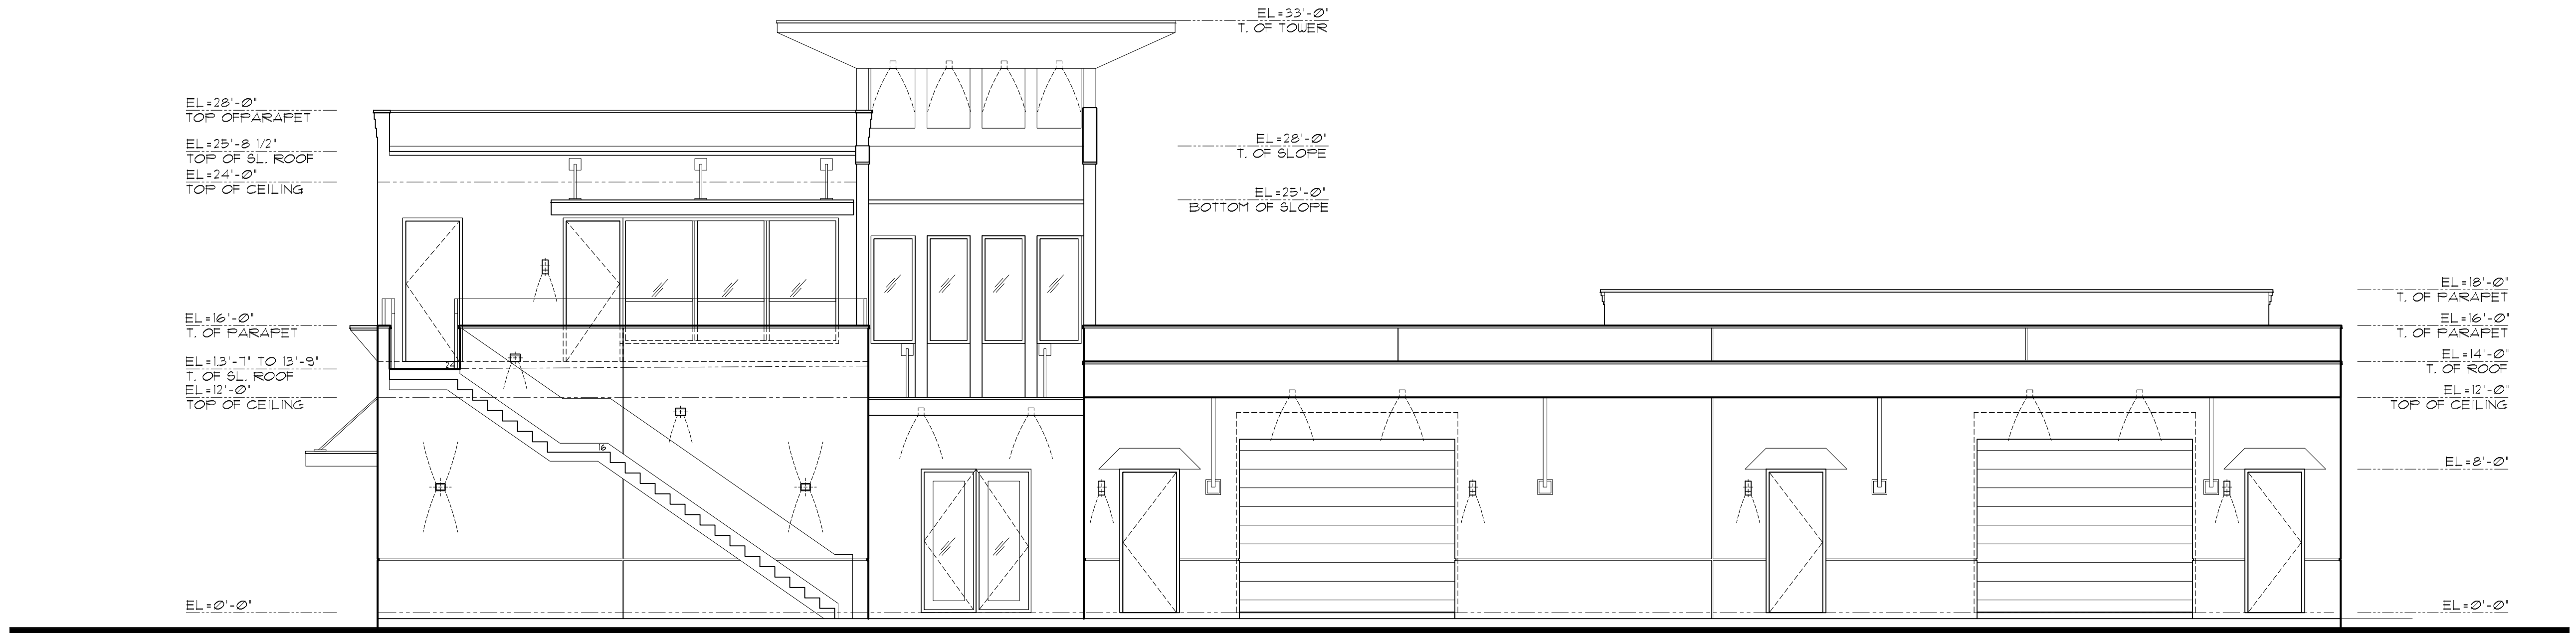 EL=33'-0"
T. OF TOWER
EL=28'-0"
TOP OFPARAPET
EL=25'-8 1/2"
TOP OF SL. ROOF
EL=24'-0"
TOP OF CEILING
EL=28'-0"
T. OF SLOPE
EL=25'-0"
BOTTOM OF SLOPE
EL=16'-0"
T. OF PARAPET
EL=13'-7" TO 13'-9"
T. OF SL. ROOF
EL=12'-0"
TOP OF CEILING
24
16
EL=0'-0"
EL=18'-0"
T. OF PARAPET
EL=16'-0"
T. OF PARAPET
EL=14'-0"
T. OF ROOF
EL=12'-0"
TOP OF CEILING
EL=8'-0"
EL=0'-0"